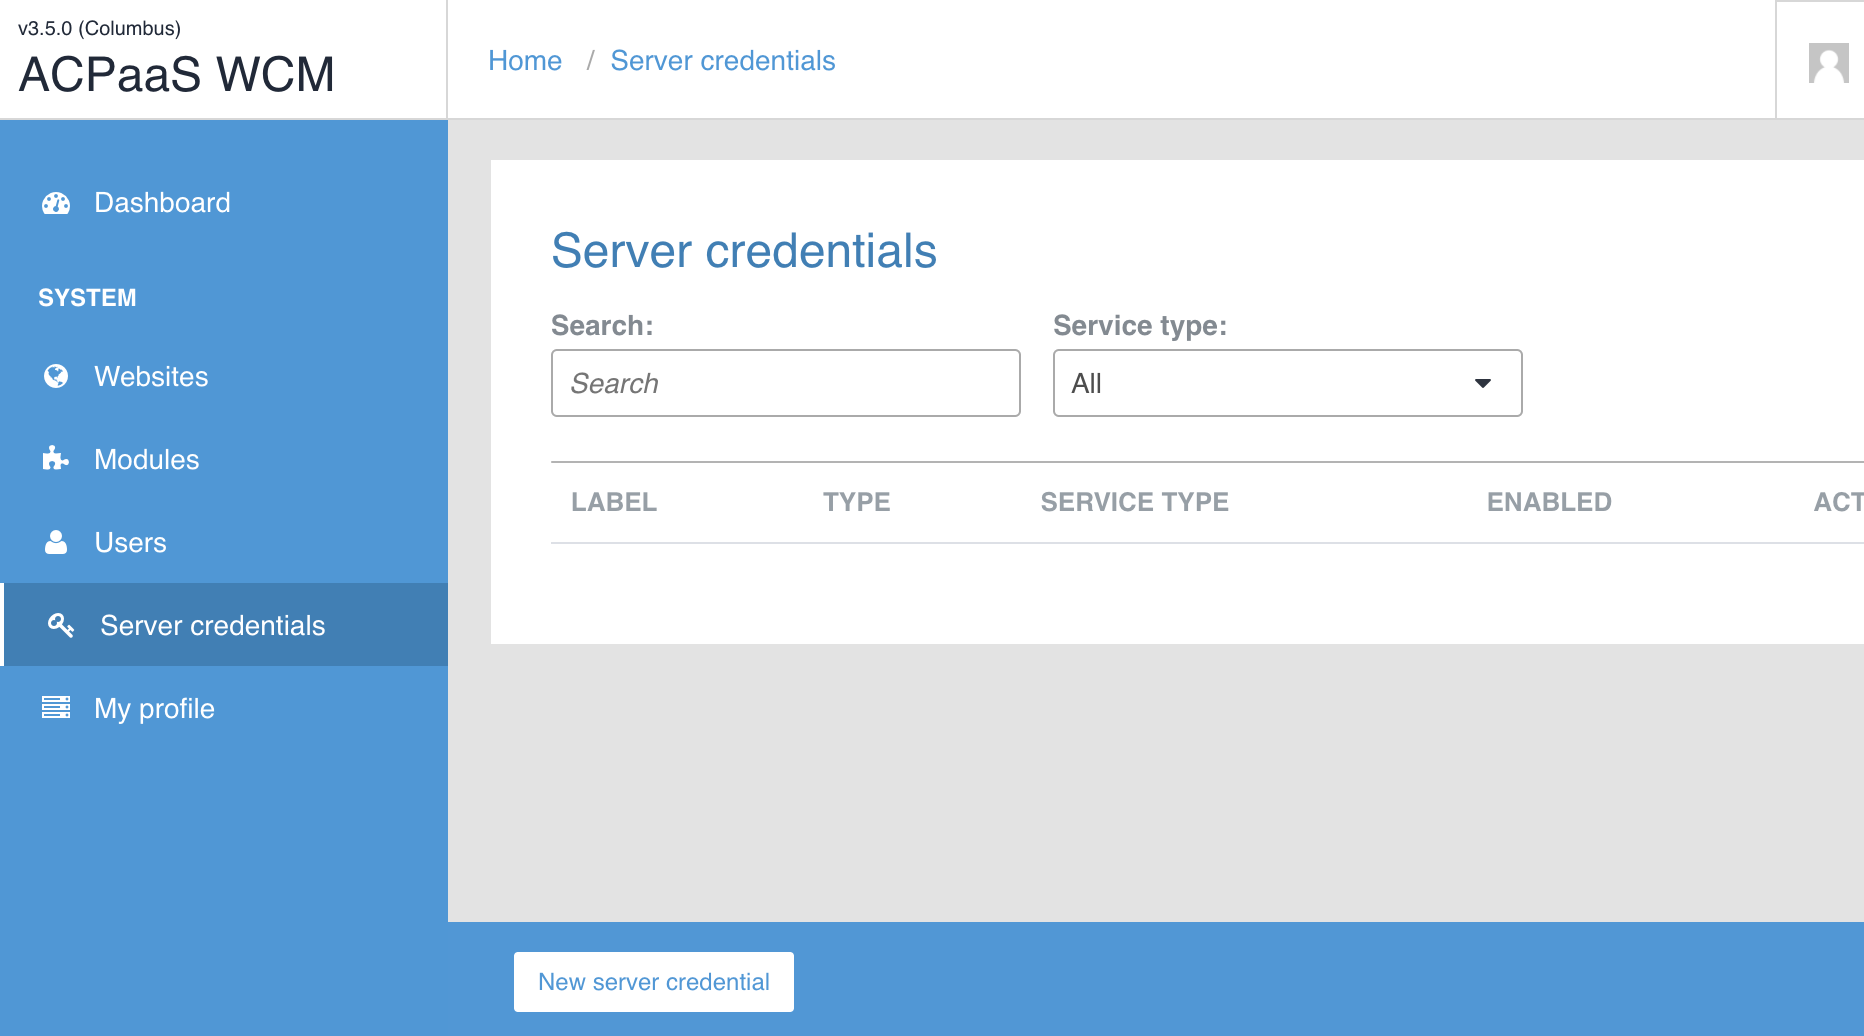 v3.5.0 (Columbus)
ACPaaS WCM
Home / Server credentials
Dashboard
SYSTEM
Websites
Modules
Users
Server credentials
My profile
Server credentials
Search: Service type:
Search All
LABEL TYPE SERVICE TYPE ENABLED ACT
New server credential